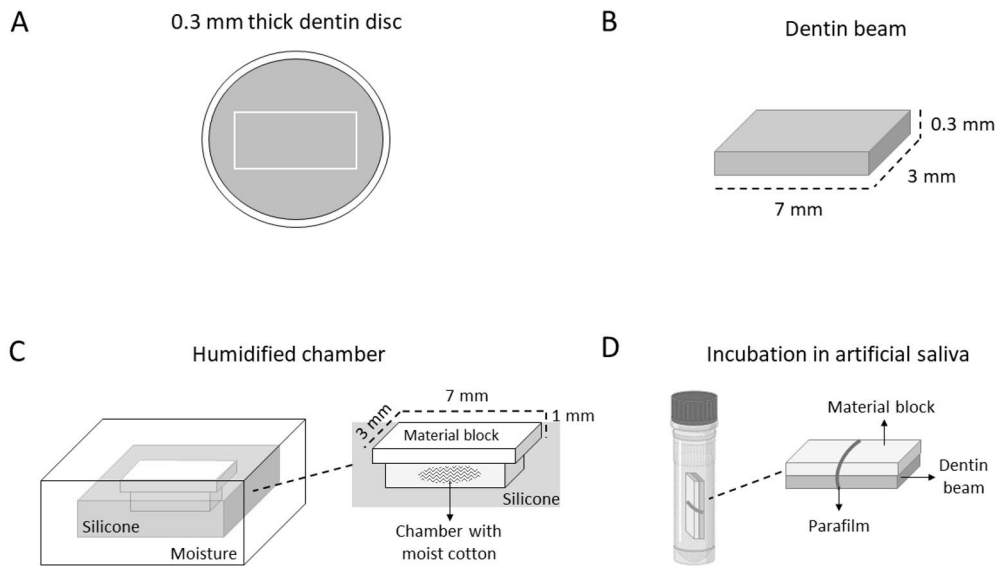 A
0.3 mm thick dentin disc
B
Dentin beam
0.3 mm
3 mm
7 mm
C
Humidified chamber
7 mm
3 mm
1 mm
Material block
Silicone
Chamber with
moist cotton
Silicone
Moisture
D
Incubation in artificial saliva
Material block
Dentin
beam
Parafilm